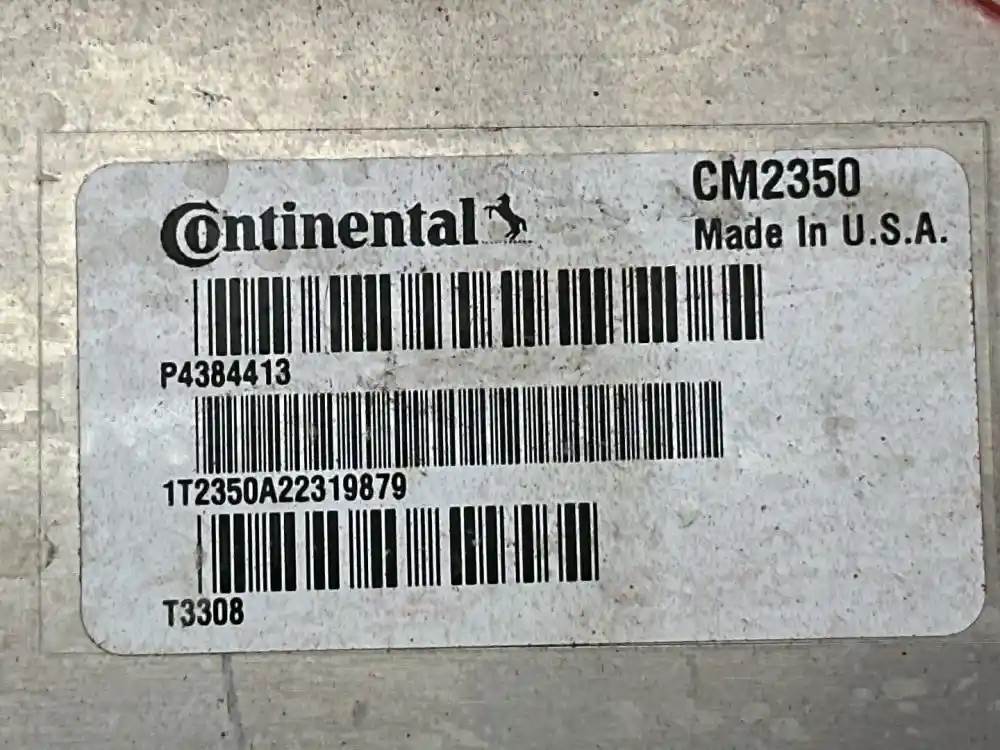 Continental
CM2350
Made In U.S.A.
P4384413
1T2350A22319879
T3308